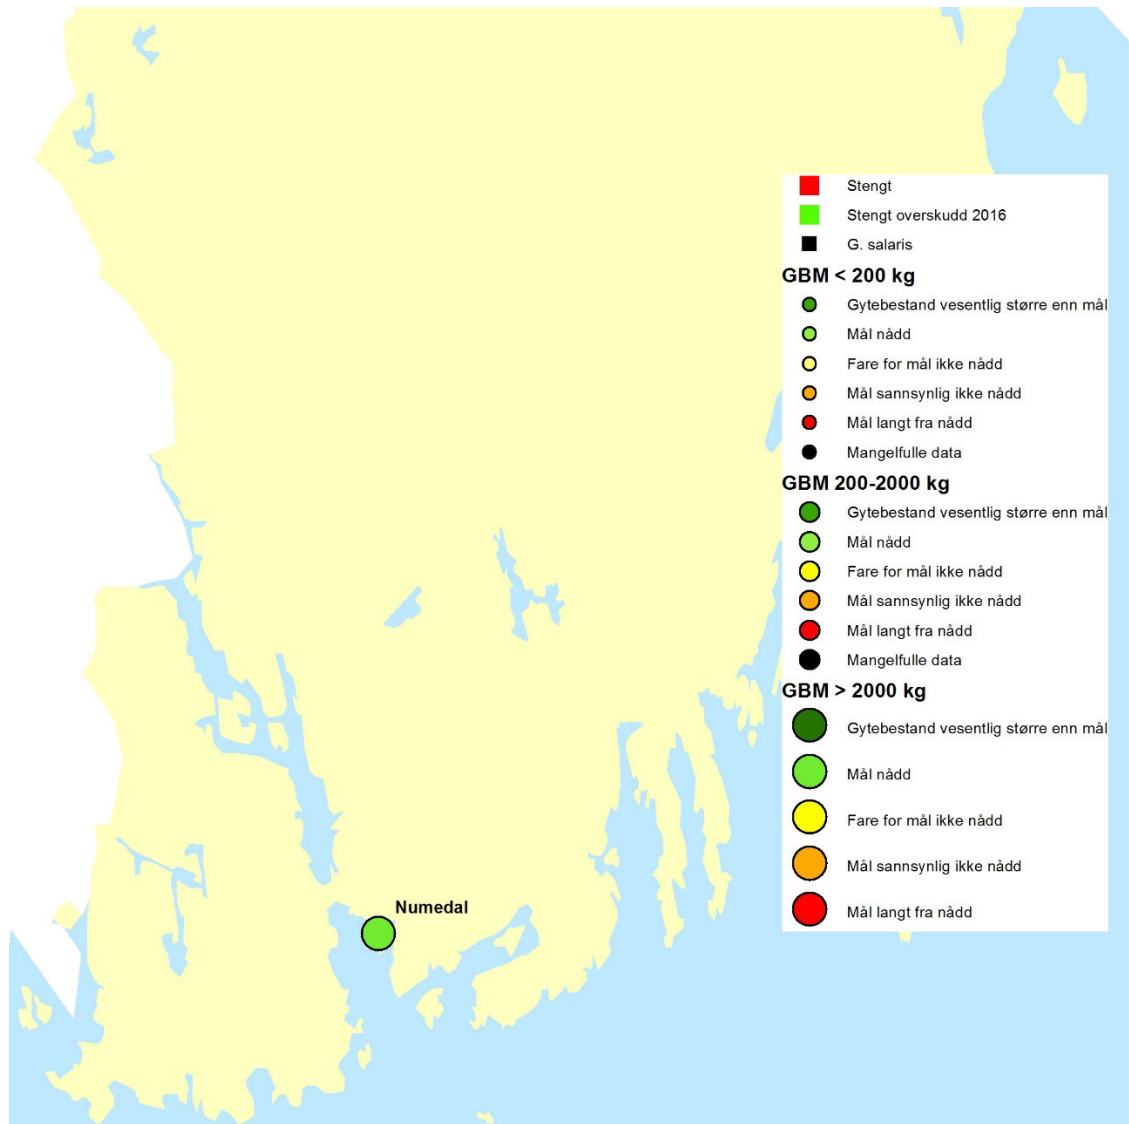 Stengt
Stengt overskudd 2016
G. salaris
GBM < 200 kg
Gytebestand vesentlig større enn mål
Mål nådd
Fare for mål ikke nådd
Mål sannsynlig ikke nådd
Mål langt fra nådd
Mangelfulle data
GBM 200-2000 kg
Gytebestand vesentlig større enn mål
Mål nådd
Fare for mål ikke nådd
Mål sannsynlig ikke nådd
Mål langt fra nådd
Mangelfulle data
GBM > 2000 kg
Gytebestand vesentlig større enn mål
Mål nådd
Fare for mål ikke nådd
Mål sannsynlig ikke nådd
Mål langt fra nådd
Numedal